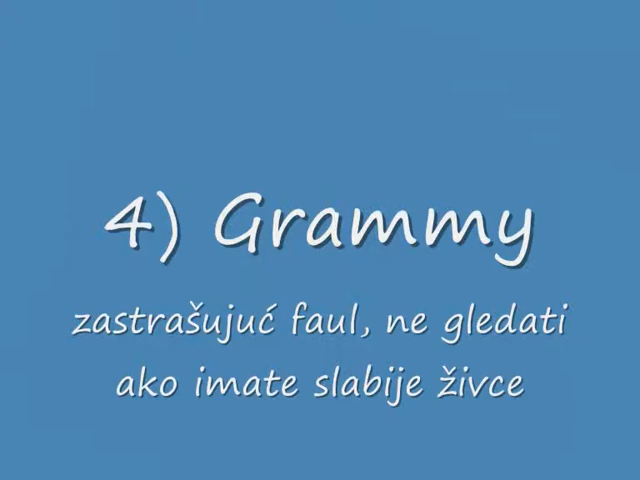 4) Grammy
zastrašujuć faul, ne gledati
ako imate slabije živce